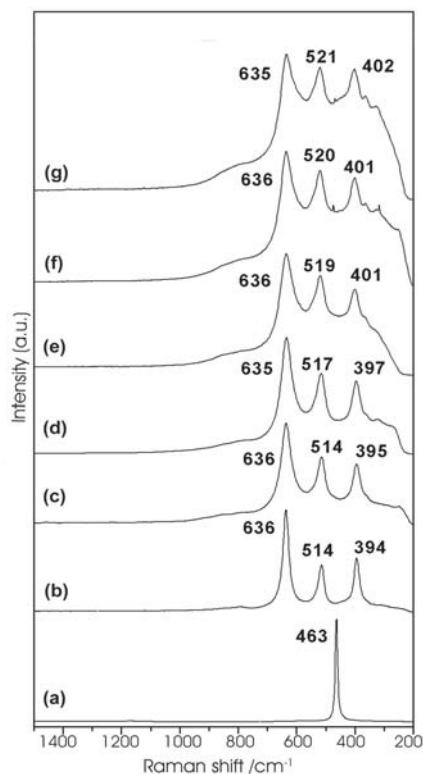 635 521 402
(g)
636 520 401
(f)
636 519 401
(e)
635 517 397
(d)
636 514 395
(c)
636 514 394
(b)
463
(a)
Intensity (a.u.)
1400 1200 1000 800 600 400 200
Raman shift /cm⁻¹